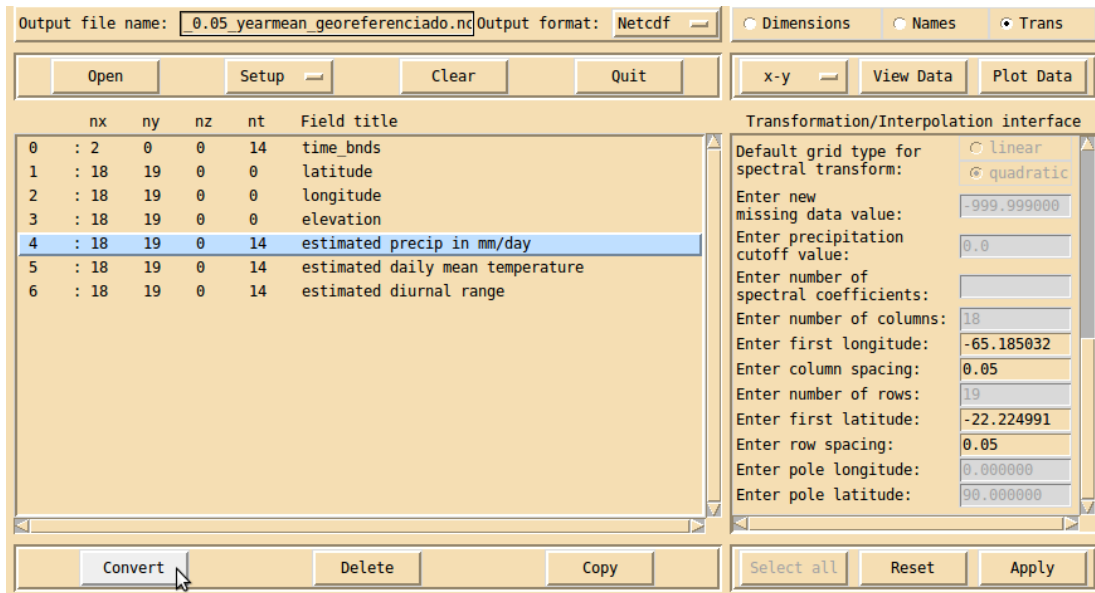 Output file name: _0.05_yearmean_georeferenciado.nc Output format: Netcdf
Dimensions Names Trans
Open Setup Clear Quit
x-y View Data Plot Data
nx ny nz nt Field title
0 : 2 0 0 14 time_bnds
1 : 18 19 0 0 latitude
2 : 18 19 0 0 longitude
3 : 18 19 0 0 elevation
4 : 18 19 0 14 estimated precip in mm/day
5 : 18 19 0 14 estimated daily mean temperature
6 : 18 19 0 14 estimated diurnal range
Transformation/Interpolation interface
Default grid type for linear
spectral transform: quadratic
Enter new
missing data value: -999.999000
Enter precipitation
cutoff value: 0.0
Enter number of
spectral coefficients:
Enter number of columns: 18
Enter first longitude: -65.185032
Enter column spacing: 0.05
Enter number of rows: 19
Enter first latitude: -22.224991
Enter row spacing: 0.05
Enter pole longitude: 0.000000
Enter pole latitude: 90.000000
Convert Delete Copy
Select all Reset Apply